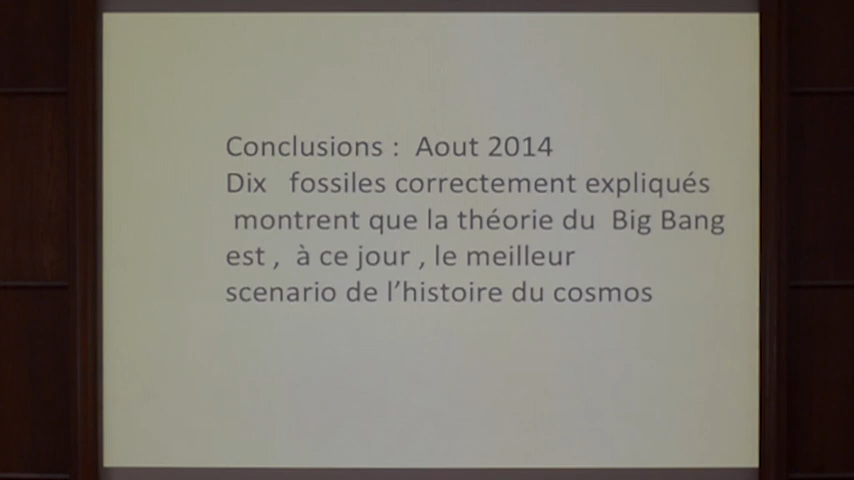 Conclusions : Aout 2014
Dix fossiles correctement expliqués
montrent que la théorie du Big Bang
est , à ce jour , le meilleur
scenario de l'histoire du cosmos